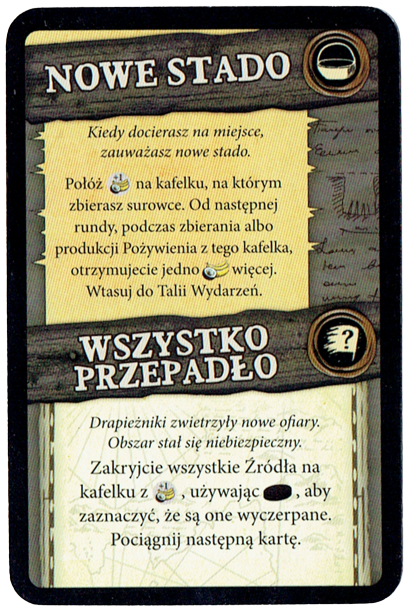 NOWE STADO
Kiedy docierasz na miejsce,
zauważasz nowe stado.
Połóż +1 na kafelku, na którym
zbierasz surowce. Od następnej
rundy, podczas zbierania albo
produkcji Pożywienia z tego kafelka,
otrzymujecie jedno więcej.
Wtasuj do Talii Wydarzeń.
?
WSZYSTKO
PRZEPADŁO
Drapieżniki zwietrzyły nowe ofiary.
Obszar stał się niebezpieczny.
Zakryjcie wszystkie Źródła na
kafelku z +1 , używając , aby
zaznaczyć, że są one wyczerpane.
Pociągnij następną kartę.